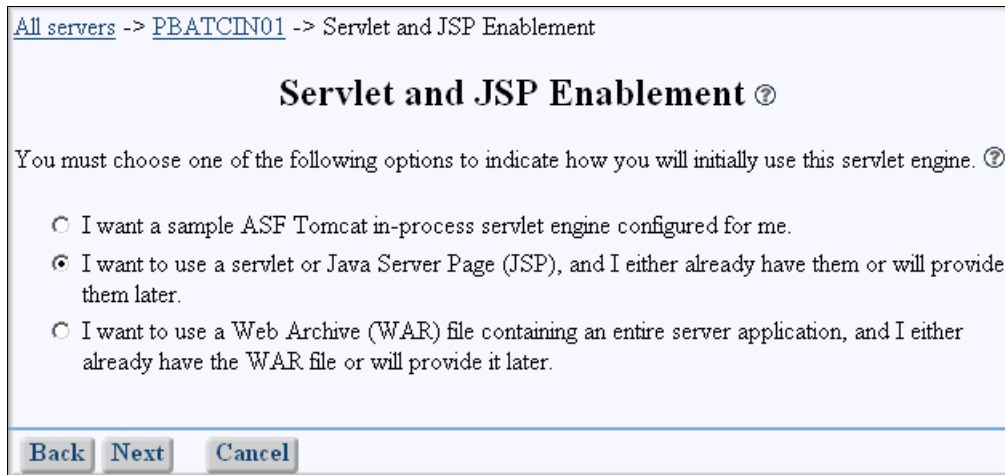 All servers -> PBATCIN01 -> Servlet and JSP Enablement
Servlet and JSP Enablement ?
You must choose one of the following options to indicate how you will initially use this servlet engine. ?
I want a sample ASF Tomcat in-process servlet engine configured for me.
I want to use a servlet or Java Server Page (JSP), and I either already have them or will provide
them later.
I want to use a Web Archive (WAR) file containing an entire server application, and I either
already have the WAR file or will provide it later.
Back Next Cancel